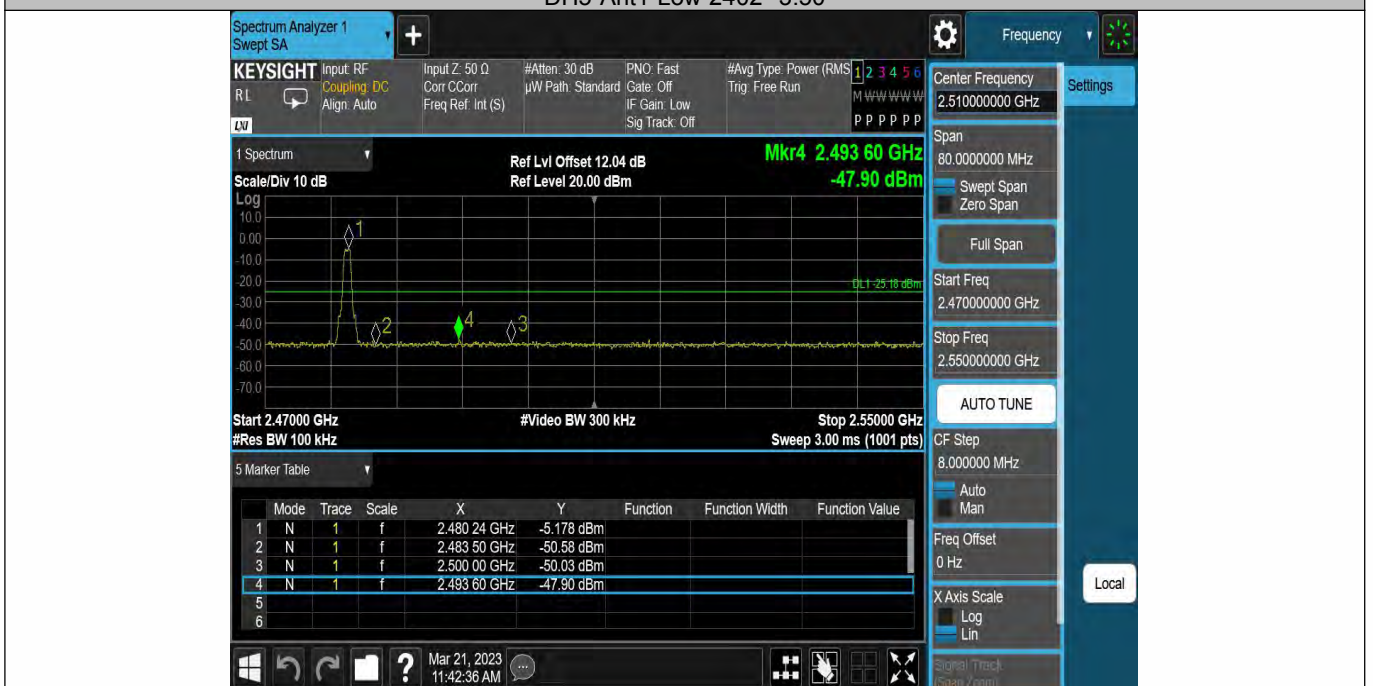 Spectrum Analyzer 1
Swept SA
+
Frequency
KEYSIGHT
RL
LXI
Input: RF
Coupling: DC
Align: Auto
Input Z: 50 Ω
Corr CCorr
Freq Ref: Int (S)
#Atten: 30 dB
µW Path: Standard
PNO: Fast
Gate: Off
IF Gain: Low
Sig Track: Off
#Avg Type: Power (RMS
Trig: Free Run
1 2 3 4 5 6
M W W W W W
P P P P P P
1 Spectrum
Scale/Div 10 dB
Ref Lvl Offset 12.04 dB
Ref Level 20.00 dBm
Mkr4 2.493 60 GHz
-47.90 dBm
Log
10.0
0.00
-10.0
-20.0
-30.0
-40.0
-50.0
-60.0
-70.0
1
2
4
3
DL1 -25.18 dBm
Start 2.47000 GHz
#Res BW 100 kHz
#Video BW 300 kHz
Stop 2.55000 GHz
Sweep 3.00 ms (1001 pts)
5 Marker Table
Mode Trace Scale X Y Function Function Width Function Value
1 N 1 f 2.480 24 GHz -5.178 dBm
2 N 1 f 2.483 50 GHz -50.58 dBm
3 N 1 f 2.500 00 GHz -50.03 dBm
4 N 1 f 2.493 60 GHz -47.90 dBm
5
6
?
Mar 21, 2023
11:42:36 AM
Center Frequency
2.510000000 GHz
Settings
Span
80.0000000 MHz
Swept Span
Zero Span
Full Span
Start Freq
2.470000000 GHz
Stop Freq
2.550000000 GHz
AUTO TUNE
CF Step
8.000000 MHz
Auto
Man
Freq Offset
0 Hz
Local
X Axis Scale
Log
Lin
Signal Track
(Span Zoom)